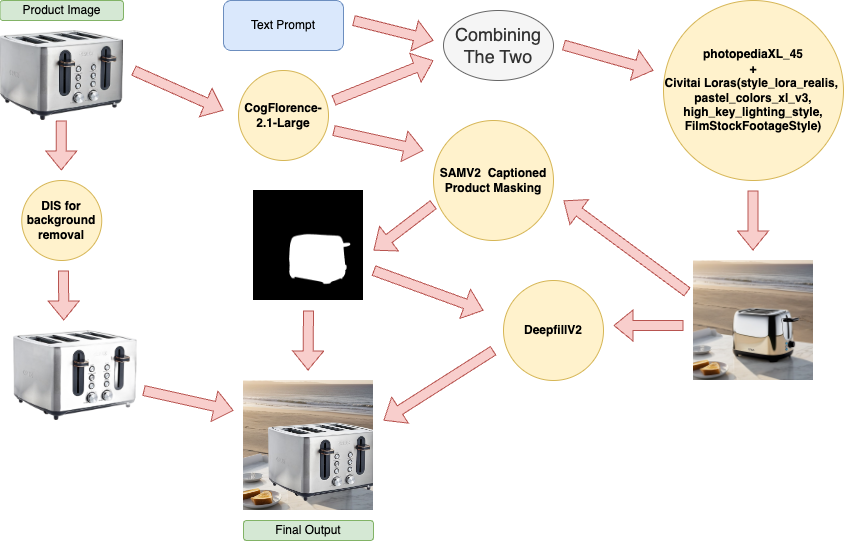 Product Image
Text Prompt
Combining
The Two
photopediaXL_45
+
Civitai Loras(style_lora_realis,
pastel_colors_xl_v3,
high_key_lighting_style,
FilmStockFootageStyle)
CogFlorence-
2.1-Large
SAMV2 Captioned
Product Masking
DIS for
background
removal
DeepfillV2
Final Output